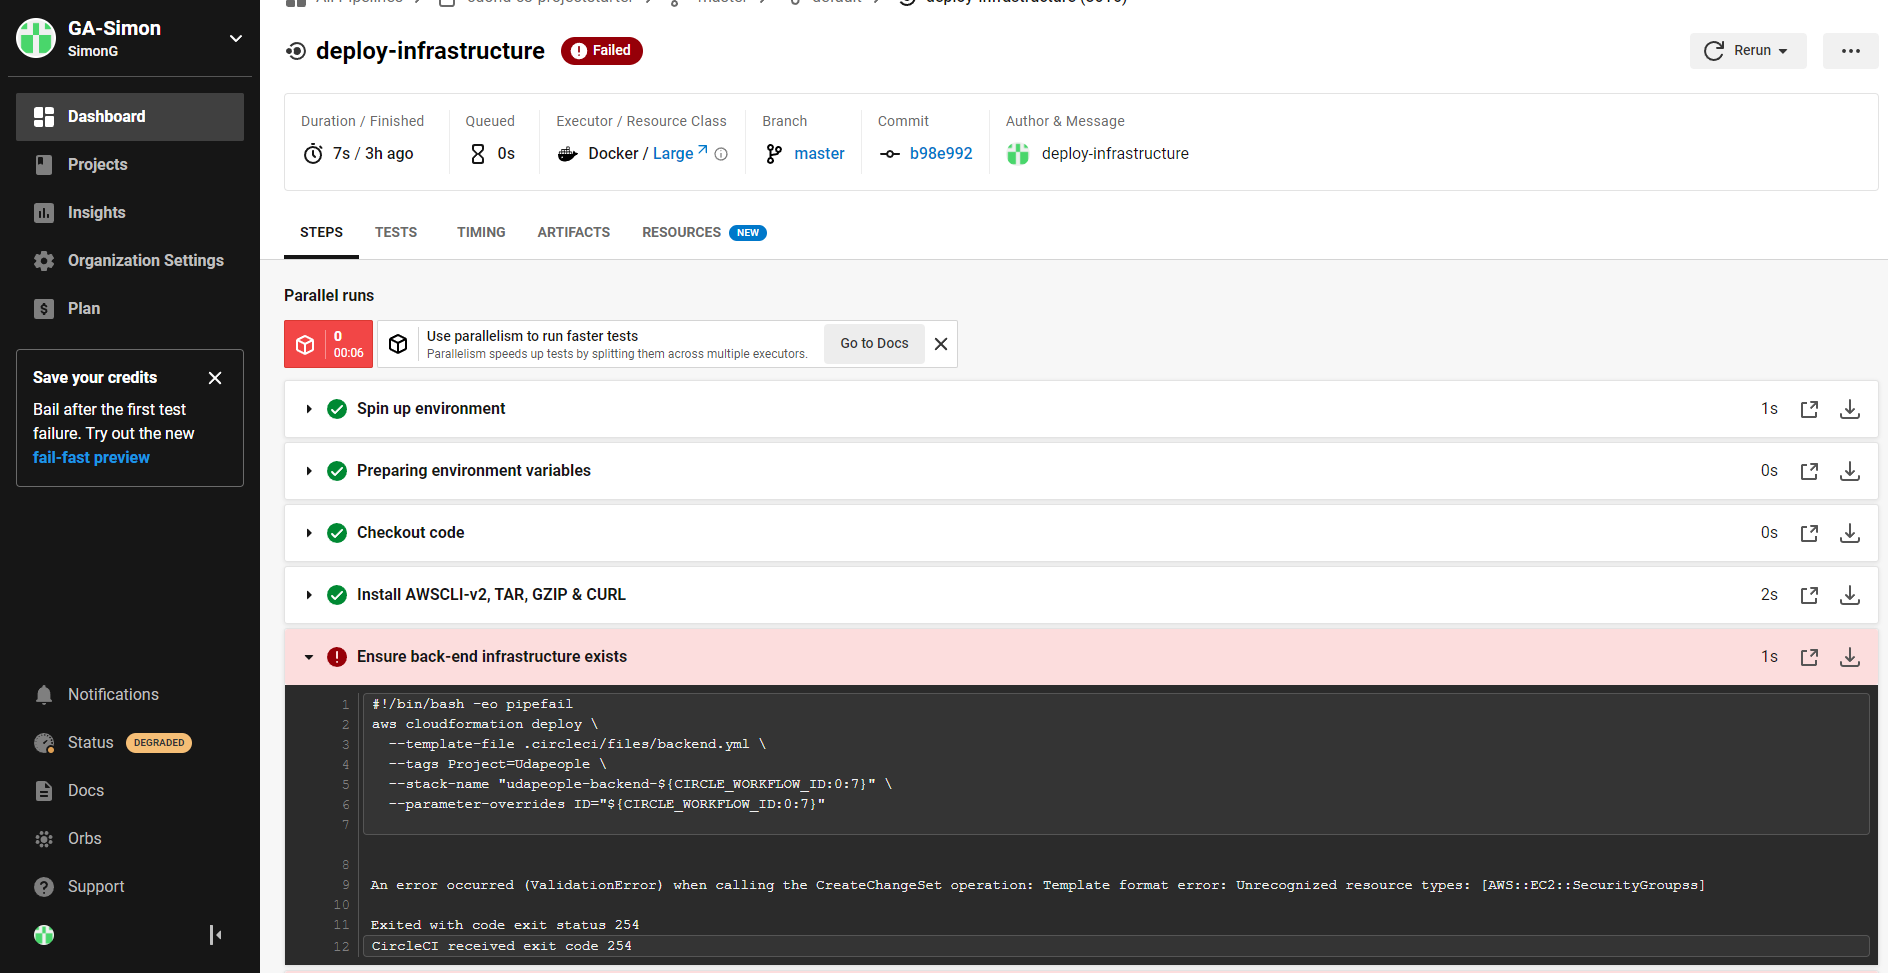 GA-Simon
SimonG
Dashboard
Projects
Insights
Organization Settings
Plan
Save your credits
Bail after the first test
failure. Try out the new
fail-fast preview
Notifications
Status DEGRADED
Docs
Orbs
Support
deploy-infrastructure Failed
Rerun
Duration / Finished
7s / 3h ago
Queued
0s
Executor / Resource Class
Docker / Large
Branch
master
Commit
b98e992
Author & Message
deploy-infrastructure
STEPS TESTS TIMING ARTIFACTS RESOURCES NEW
Parallel runs
0
00:06
Use parallelism to run faster tests
Parallelism speeds up tests by splitting them across multiple executors.
Go to Docs
Spin up environment 1s
Preparing environment variables 0s
Checkout code 0s
Install AWSCLI-v2, TAR, GZIP & CURL 2s
Ensure back-end infrastructure exists 1s
1 #!/bin/bash -eo pipefail
2 aws cloudformation deploy \
3 --template-file .circleci/files/backend.yml \
4 --tags Project=Udapeople \
5 --stack-name "udapeople-backend-${CIRCLE_WORKFLOW_ID:0:7}" \
6 --parameter-overrides ID="${CIRCLE_WORKFLOW_ID:0:7}"
7
8
9 An error occurred (ValidationError) when calling the CreateChangeSet operation: Template format error: Unrecognized resource types: [AWS::EC2::SecurityGroupss]
10
11 Exited with code exit status 254
12 CircleCI received exit code 254